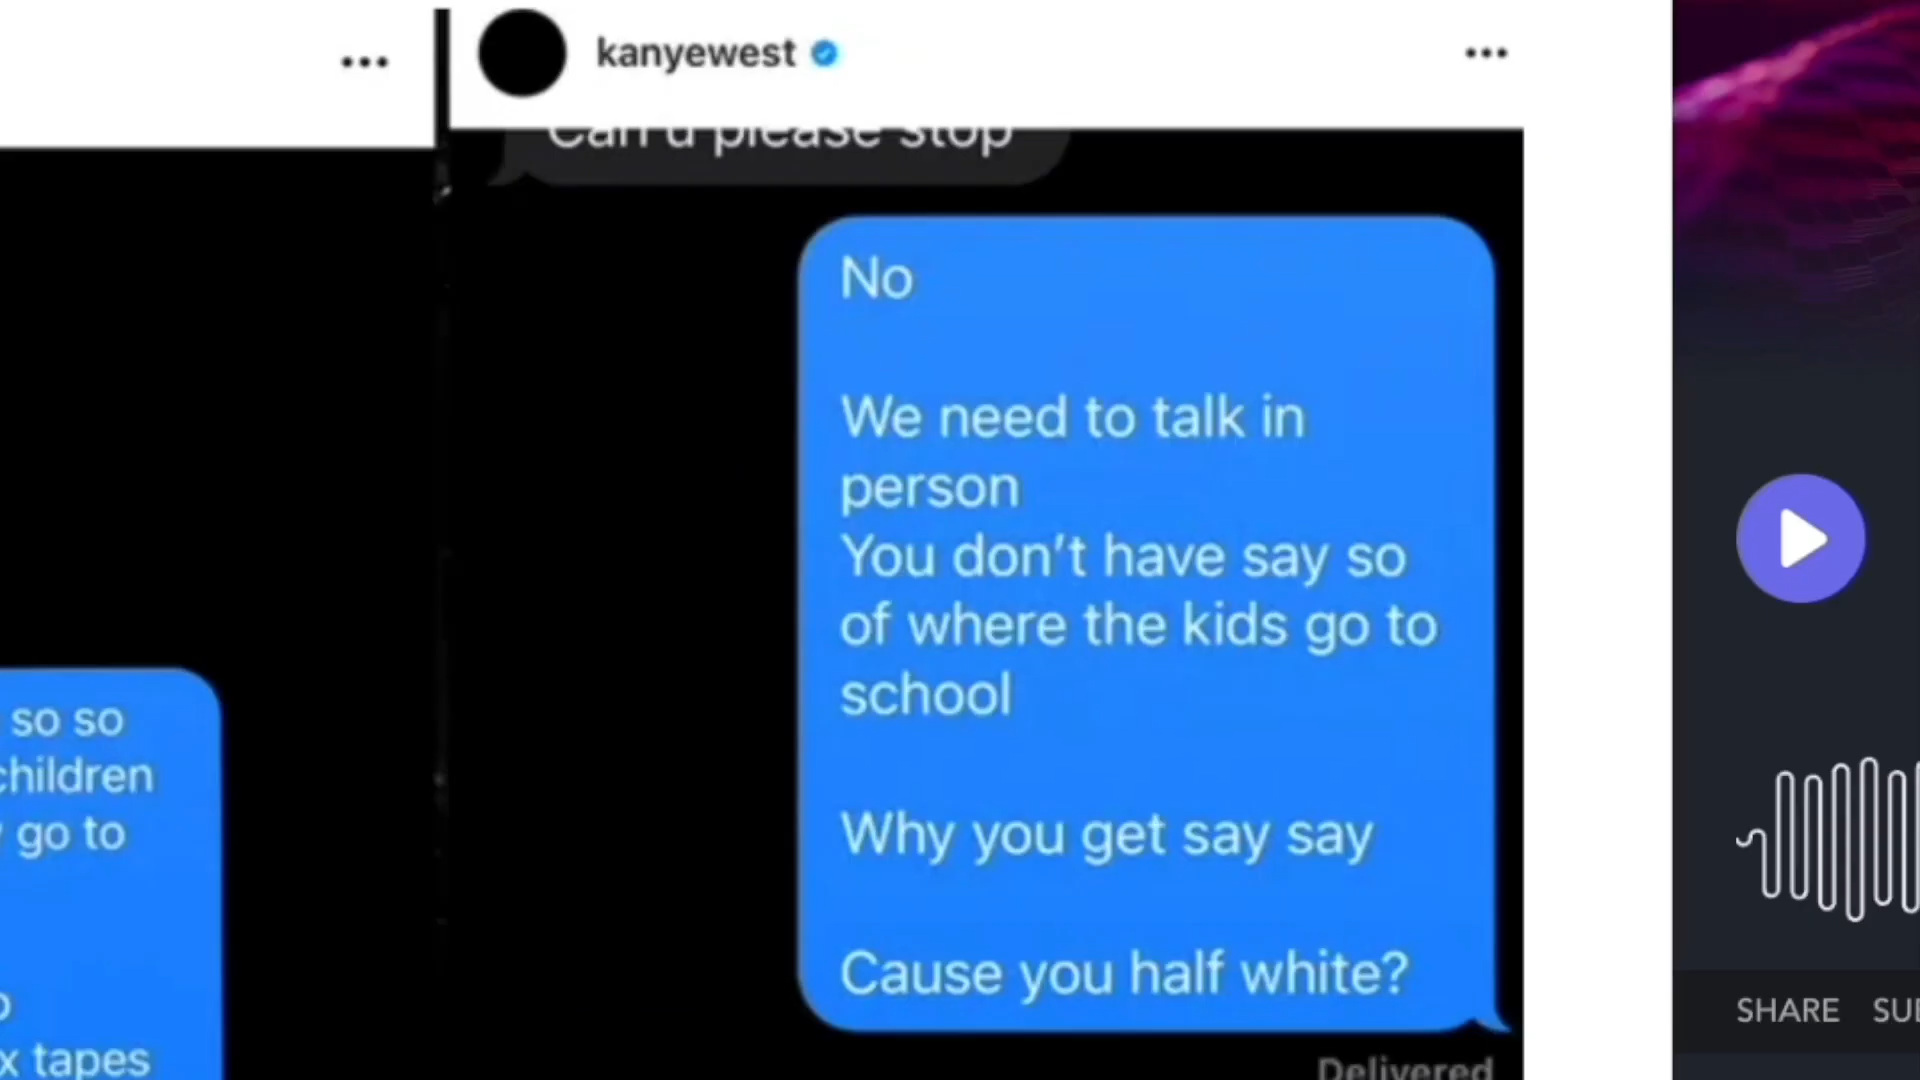 kanyewest
Can u please stop
No
We need to talk in
person
You don't have say so
of where the kids go to
school
Why you get say say
Cause you half white?
Delivered
so so
children
go to
tapes
SHARE